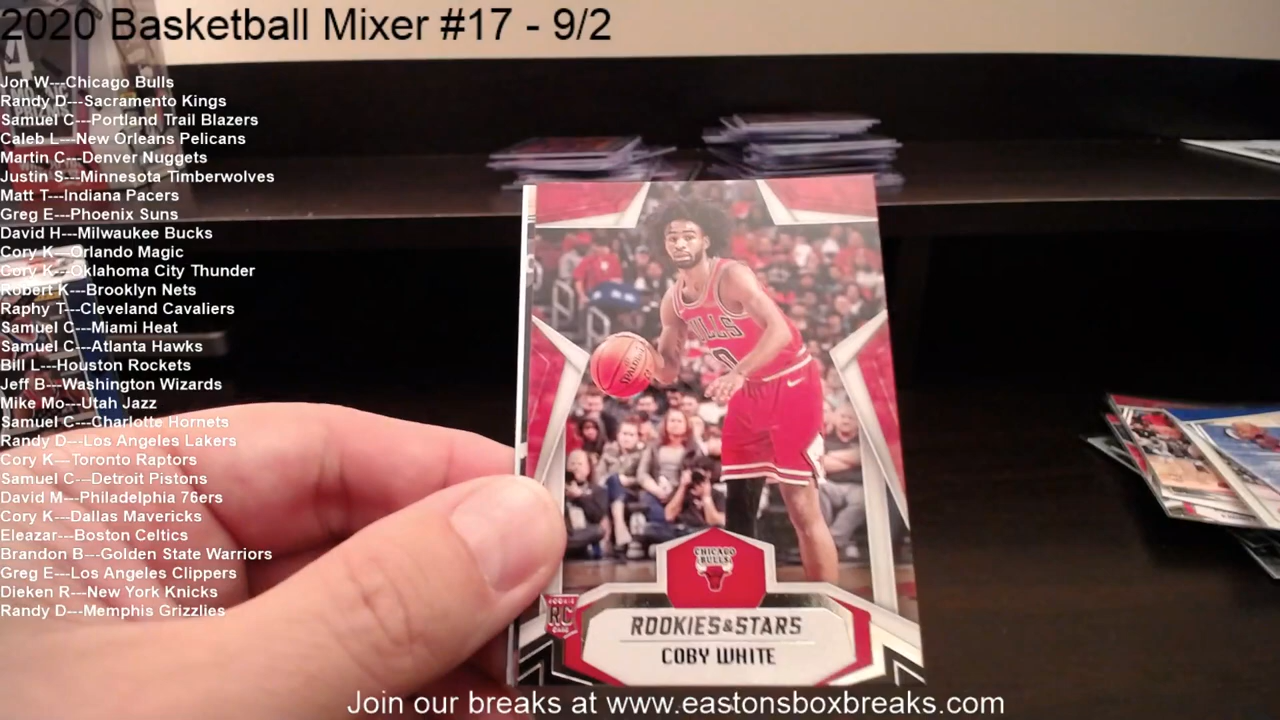 2020 Basketball Mixer #17 - 9/2
Jon W---Chicago Bulls
Randy D---Sacramento Kings
Samuel C---Portland Trail Blazers
Caleb L---New Orleans Pelicans
Martin C---Denver Nuggets
Justin S---Minnesota Timberwolves
Matt T---Indiana Pacers
Greg E---Phoenix Suns
David H---Milwaukee Bucks
Cory K---Orlando Magic
Cory K---Oklahoma City Thunder
Robert K---Brooklyn Nets
Raphy T---Cleveland Cavaliers
Samuel C---Miami Heat
Samuel C---Atlanta Hawks
Bill L---Houston Rockets
Jeff B---Washington Wizards
Mike Mo---Utah Jazz
Samuel C---Charlotte Hornets
Randy D---Los Angeles Lakers
Cory K---Toronto Raptors
Samuel C---Detroit Pistons
David M---Philadelphia 76ers
Cory K---Dallas Mavericks
Eleazar---Boston Celtics
Brandon B---Golden State Warriors
Greg E---Los Angeles Clippers
Dieken R---New York Knicks
Randy D---Memphis Grizzlies
BULLS
0
SPALDING
CHICAGO
BULLS
ROOKIE
RC
CARD
ROOKIES&STARS
COBY WHITE
Join our breaks at www.eastonsboxbreaks.com